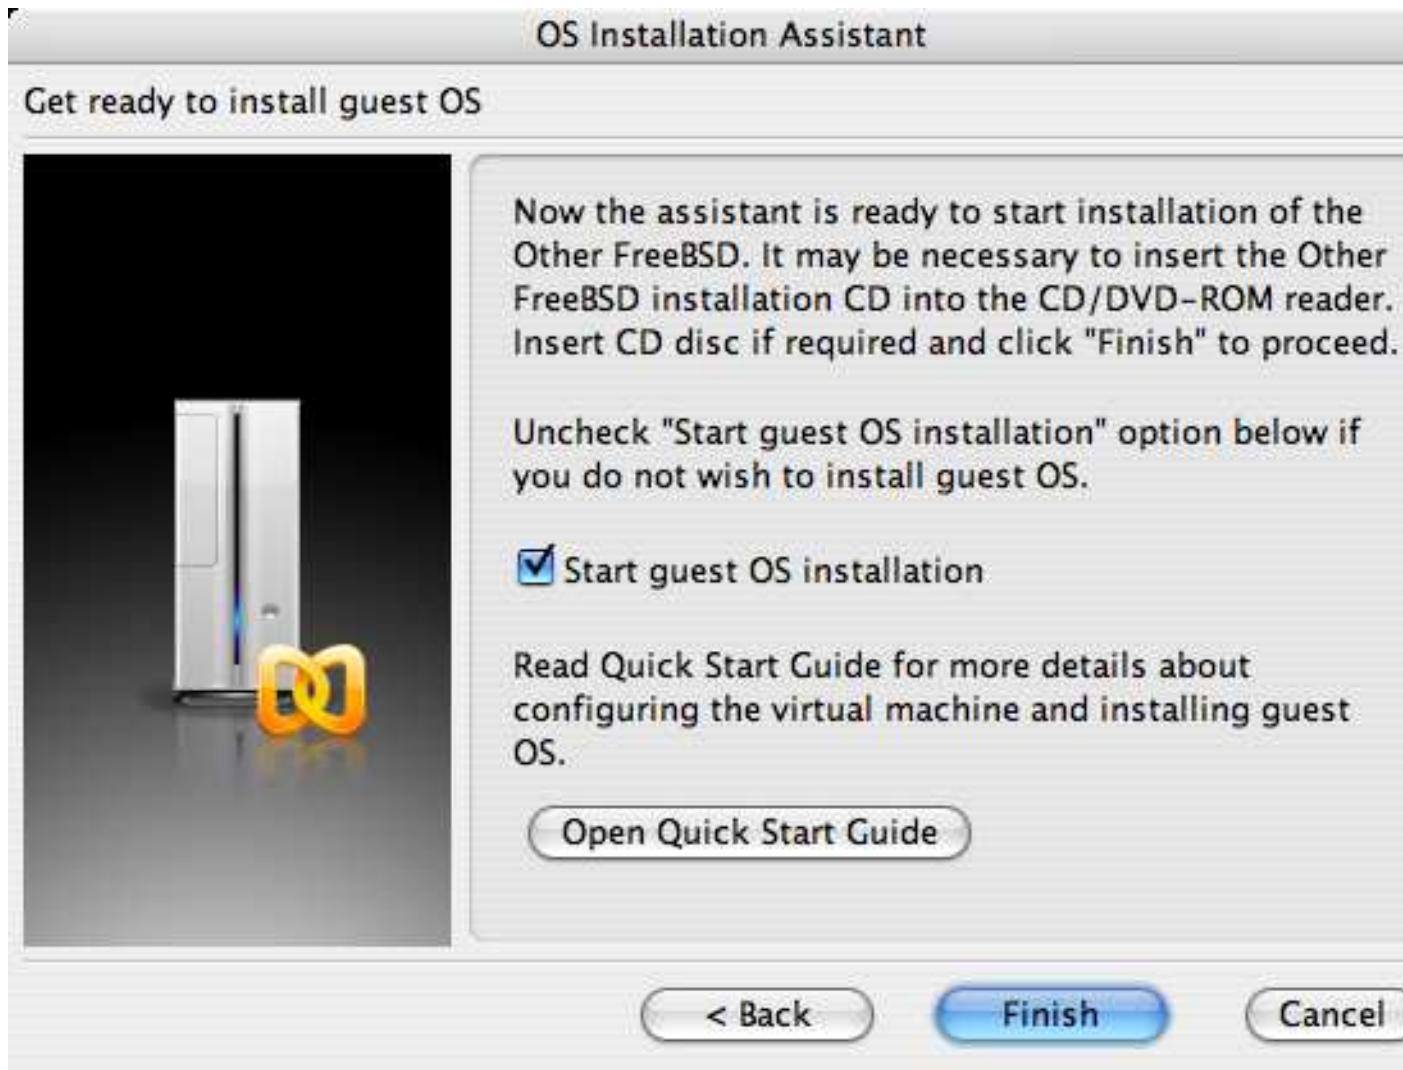 OS Installation Assistant
Get ready to install guest OS
Now the assistant is ready to start installation of the
Other FreeBSD. It may be necessary to insert the Other
FreeBSD installation CD into the CD/DVD-ROM reader.
Insert CD disc if required and click "Finish" to proceed.
Uncheck "Start guest OS installation" option below if
you do not wish to install guest OS.
Start guest OS installation
Read Quick Start Guide for more details about
configuring the virtual machine and installing guest
OS.
Open Quick Start Guide
< Back
Finish
Cancel